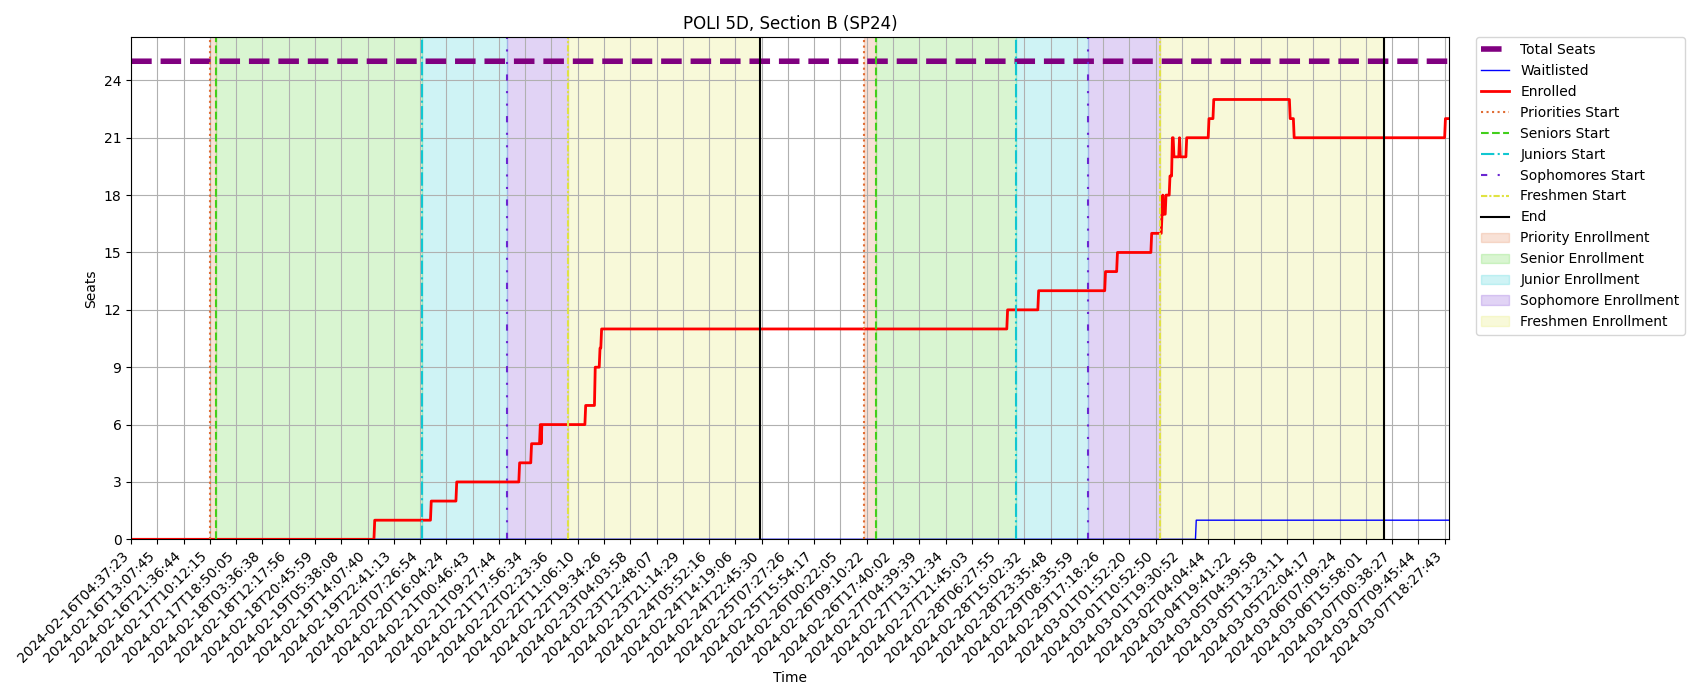 POLI 5D, Section B (SP24)
Total Seats
Waitlisted
Enrolled
Priorities Start
Seniors Start
Juniors Start
Sophomores Start
Freshmen Start
End
Priority Enrollment
Senior Enrollment
Junior Enrollment
Sophomore Enrollment
Freshmen Enrollment
Seats
24
21
18
15
12
9
6
3
0
2024-02-16T04:37:23
2024-02-16T13:07:45
2024-02-16T21:36:44
2024-02-17T10:12:15
2024-02-17T18:50:05
2024-02-18T03:36:38
2024-02-18T12:17:56
2024-02-18T20:45:59
2024-02-19T05:38:08
2024-02-19T14:07:40
2024-02-19T22:41:13
2024-02-20T07:26:54
2024-02-20T16:04:24
2024-02-21T00:46:43
2024-02-21T09:27:44
2024-02-21T17:56:34
2024-02-22T02:23:36
2024-02-22T11:06:10
2024-02-22T19:34:26
2024-02-23T04:03:58
2024-02-23T12:48:07
2024-02-23T21:14:29
2024-02-24T05:52:16
2024-02-24T14:19:06
2024-02-24T22:45:30
2024-02-25T07:27:26
2024-02-25T15:54:17
2024-02-26T00:22:05
2024-02-26T09:10:22
2024-02-26T17:40:02
2024-02-27T04:39:39
2024-02-27T13:12:34
2024-02-27T21:45:03
2024-02-28T06:27:55
2024-02-28T15:02:32
2024-02-28T23:35:48
2024-02-29T08:35:59
2024-02-29T17:18:26
2024-03-01T01:52:20
2024-03-01T10:52:50
2024-03-01T19:30:52
2024-03-02T04:04:44
2024-03-04T19:41:22
2024-03-05T04:39:58
2024-03-05T13:23:11
2024-03-05T22:04:17
2024-03-06T07:09:24
2024-03-06T15:58:01
2024-03-07T00:38:27
2024-03-07T09:45:44
2024-03-07T18:27:43
Time